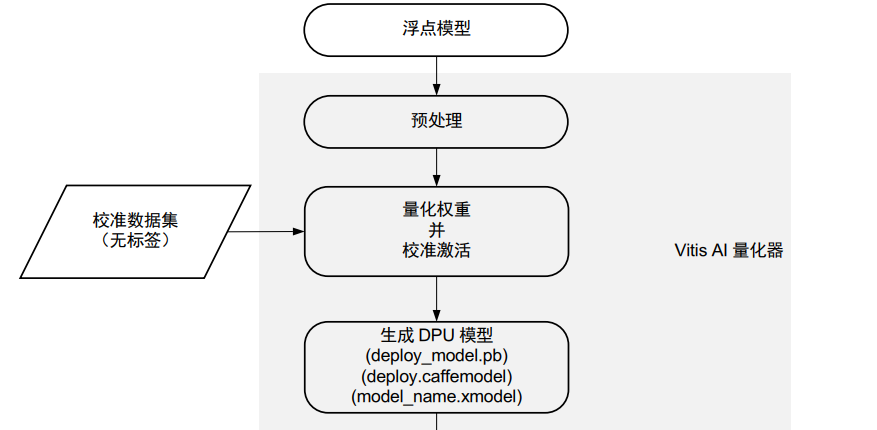 浮点模型
预处理
校准数据集
（无标签）
量化权重
并
校准激活
Vitis AI 量化器
生成 DPU 模型
(deploy_model.pb)
(deploy.caffemodel)
(model_name.xmodel)